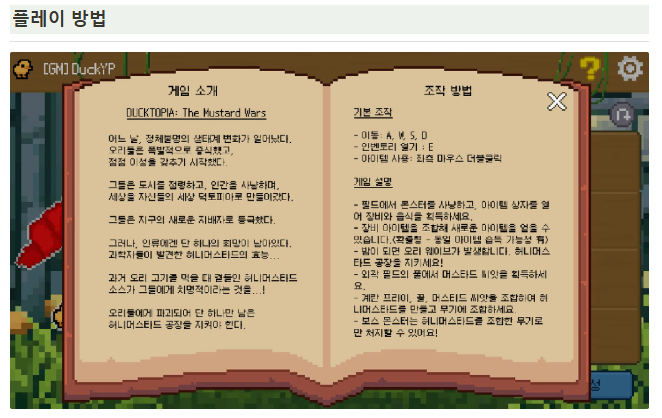 플레이 방법
[GM] DuckYP
?
게임 소개
DUCKTOPIA: The Mustard Wars
어느 날, 정체불명의 생태계 변화가 일어났다.
오리들은 폭발적으로 증식했고,
점점 이성을 갖추기 시작했다.
그들은 도시를 점령하고, 인간을 사냥하며,
세상을 자신들의 세상 덕토피아로 만들어갔다.
그들은 지구의 새로운 지배자로 등극했다.
그러나, 인류에겐 단 하나의 희망이 남아있다.
과학자들이 발견한 허니머스타드의 효능...
과거 오리 고기를 먹을 때 곁들인 허니머스타드
소스가 그들에게 치명적이라는 것을...!
오리들에게 파괴되어 단 하나만 남은
허니머스타드 공장을 지켜야 한다.
조작 방법
기본 조작
- 이동: A, W, S, D
- 인벤토리 열기 : E
- 아이템 사용: 좌측 마우스 더블클릭
게임 설명
- 필드에서 몬스터를 사냥하고, 아이템 상자를 열
어 장비와 음식을 획득하세요.
- 장비 아이템을 조합해 새로운 아이템을 얻을 수
있습니다.(확률형 - 동일 아이템 습득 가능성 有)
- 밤이 되면 오리 웨이브가 발생합니다. 허니머스
타드 공장을 지키세요!
- 외곽 필드의 풀에서 머스타드 씨앗을 획득하세
요.
- 계란 프라이, 꿀, 머스타드 씨앗을 조합하여 허
니머스타드를 만들고 무기에 조합하세요.
- 보스 몬스터는 허니머스타드를 조합한 무기로
만 처치할 수 있어요!
성